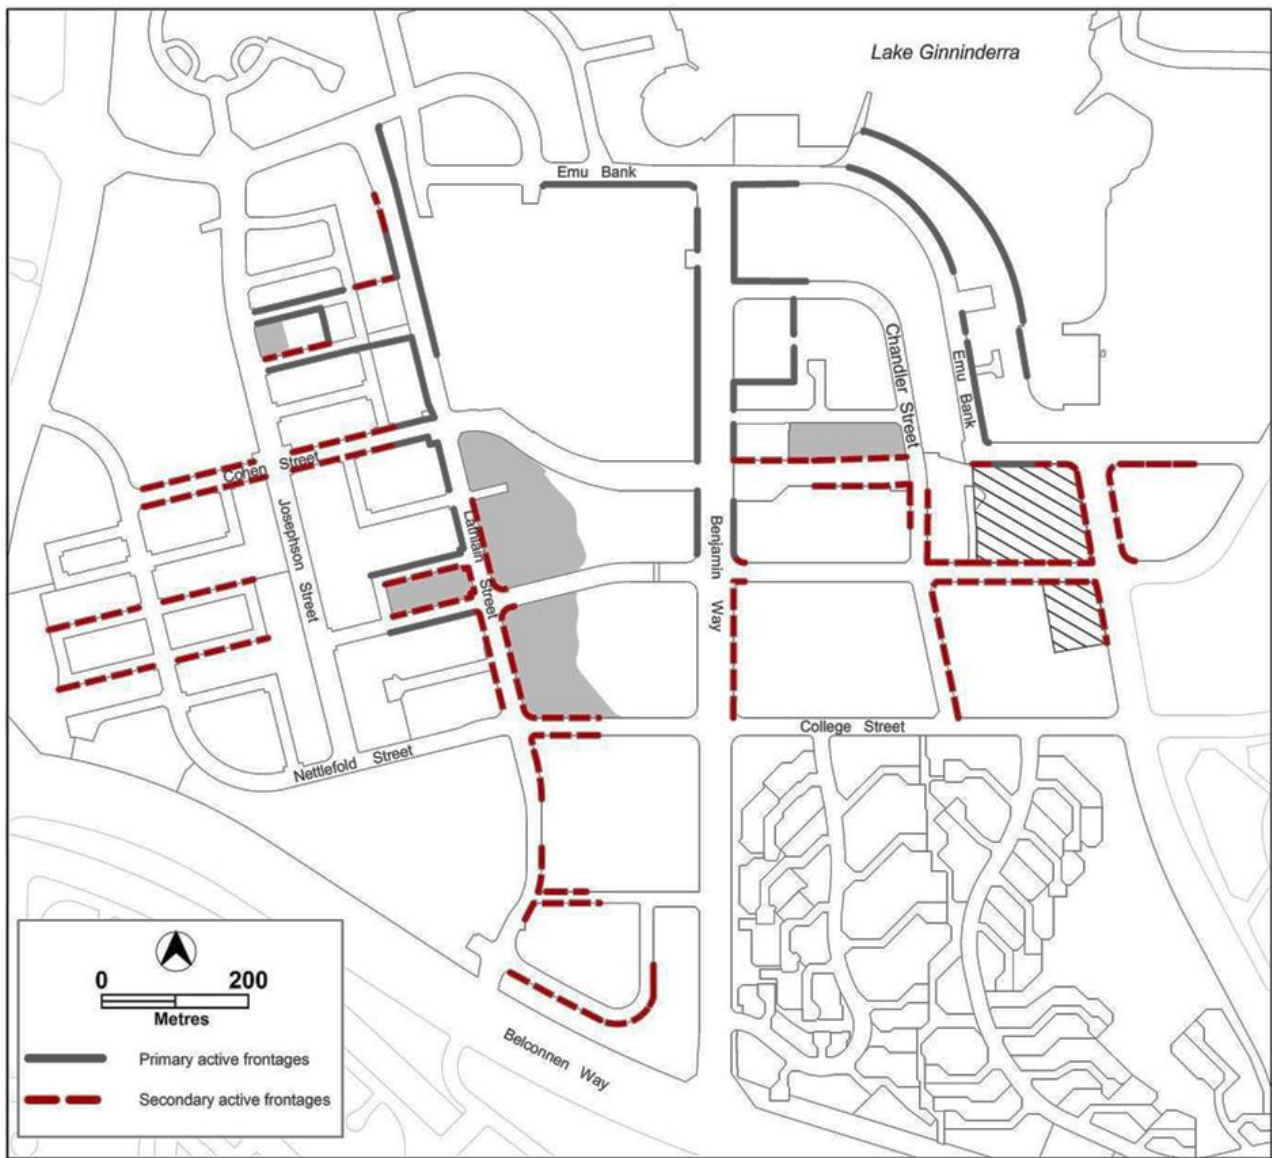 Lake Ginninderra
Emu Bank
Chandler Street
Emu Bank
Cohen Street
Josephson Street
Lathlain Street
Benjamin Way
College Street
Nettlefold Street
Belconnen Way
0 200
Metres
Primary active frontages
Secondary active frontages